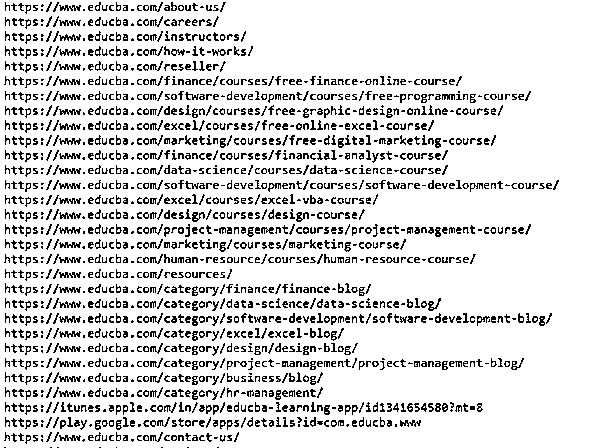 https://www.educba.com/about-us/
https://www.educba.com/careers/
https://www.educba.com/instructors/
https://www.educba.com/how-it-works/
https://www.educba.com/reseller/
https://www.educba.com/finance/courses/free-finance-online-course/
https://www.educba.com/software-development/courses/free-programming-course/
https://www.educba.com/design/courses/free-graphic-design-online-course/
https://www.educba.com/excel/courses/free-online-excel-course/
https://www.educba.com/marketing/courses/free-digital-marketing-course/
https://www.educba.com/finance/courses/financial-analyst-course/
https://www.educba.com/data-science/courses/data-science-course/
https://www.educba.com/software-development/courses/software-development-course/
https://www.educba.com/excel/courses/excel-vba-course/
https://www.educba.com/design/courses/design-course/
https://www.educba.com/project-management/courses/project-management-course/
https://www.educba.com/marketing/courses/marketing-course/
https://www.educba.com/human-resource/courses/human-resource-course/
https://www.educba.com/resources/
https://www.educba.com/category/finance/finance-blog/
https://www.educba.com/category/data-science/data-science-blog/
https://www.educba.com/category/software-development/software-development-blog/
https://www.educba.com/category/excel/excel-blog/
https://www.educba.com/category/design/design-blog/
https://www.educba.com/category/project-management/project-management-blog/
https://www.educba.com/category/business/blog/
https://www.educba.com/category/hr-management/
https://itunes.apple.com/in/app/educba-learning-app/id1341654580?mt=8
https://play.google.com/store/apps/details?id=com.educba.www
https://www.educba.com/contact-us/